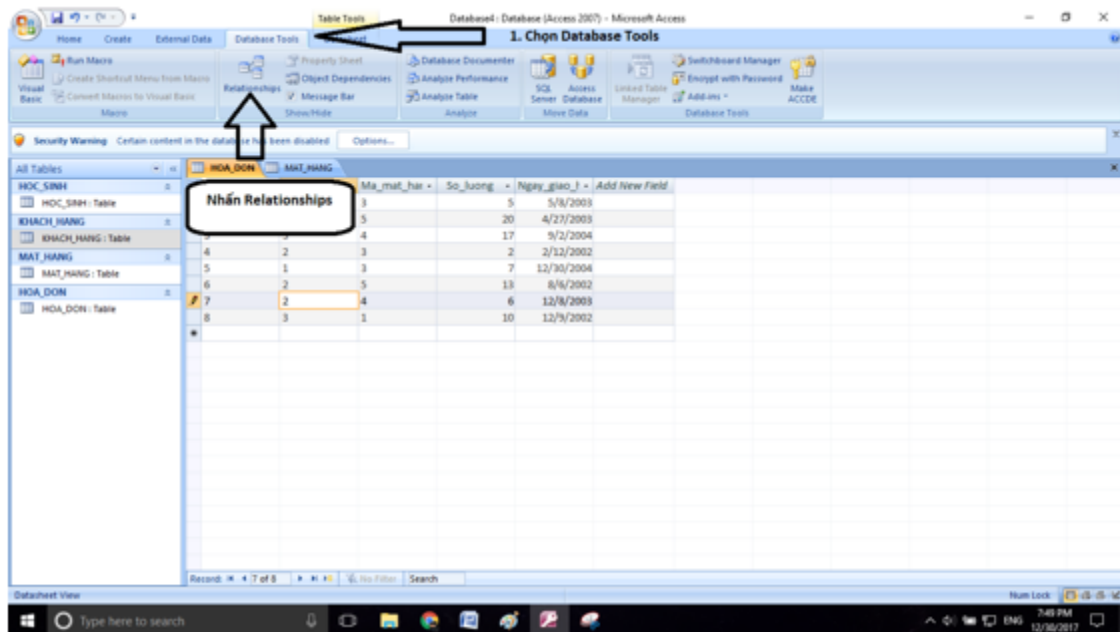 Table Tools
Database4 : Database (Access 2007) - Microsoft Access
Home Create External Data Database Tools
1. Chọn Database Tools
Visual Basic
Run Macro
Create Shortcut Menu from Macro
Convert Macros to Visual Basic
Macro
Relationships
Property Sheet
Object Dependencies
Message Bar
Show/Hide
Database Documenter
Analyze Performance
Analyze Table
Analyze
SQL Server
Access Database
Move Data
Linked Table Manager
Switchboard Manager
Encrypt with Password
Add-ins
Make ACCDE
Database Tools
Security Warning Certain content in the database has been disabled Options...
All Tables
HOC_SINH
HOC_SINH : Table
KHACH_HANG
KHACH_HANG : Table
MAT_HANG
MAT_HANG : Table
HOA_DON
HOA_DON : Table
HOA_DON MAT_HANG
Nhấn Relationships
Ma_mat_har So_luong Ngay_giao_h Add New Field
3 5 5/8/2003
5 20 4/27/2003
4 17 9/2/2004
4 2 3 2 2/12/2002
5 1 3 7 12/30/2004
6 2 5 13 8/6/2002
7 2 4 6 12/8/2003
8 3 1 10 12/9/2002
Record: 7 of 8 No Filter Search
Datasheet View
Num Lock
Type here to search
ENG
7:49 PM
12/30/2017